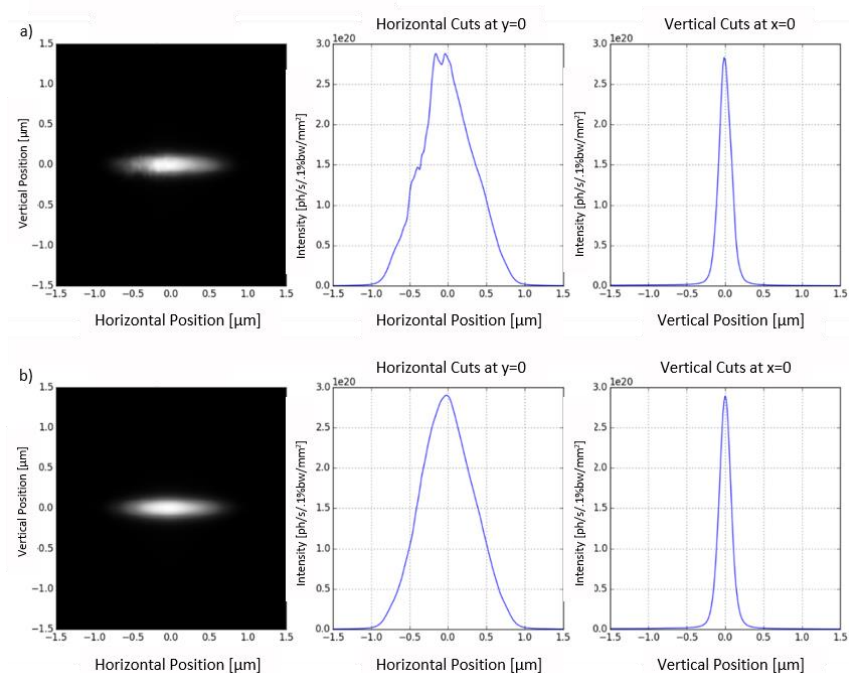 a)
Horizontal Cuts at y=0
Vertical Cuts at x=0
1e20
1e20
Vertical Position [µm]
1.5
1.0
0.5
0.0
-0.5
-1.0
-1.5
-1.0 -0.5 0.0 0.5 1.0 1.5
Horizontal Position [µm]
Intensity [ph/s/.1%bw/mm²]
3.0
2.5
2.0
1.5
1.0
0.5
0.0
-1.5 -1.0 -0.5 0.0 0.5 1.0 1.5
Horizontal Position [µm]
Intensity [ph/s/.1%bw/mm²]
3.0
2.5
2.0
1.5
1.0
0.5
0.0
-1.5 -1.0 -0.5 0.0 0.5 1.0 1.5
Vertical Position [µm]
b)
Horizontal Cuts at y=0
Vertical Cuts at x=0
1e20
1e20
Vertical Position [µm]
1.5
1.0
0.5
0.0
-0.5
-1.0
-1.5
-1.0 -0.5 0.0 0.5 1.0 1.5
Horizontal Position [µm]
Intensity [ph/s/.1%bw/mm²]
3.0
2.5
2.0
1.5
1.0
0.5
0.0
-1.5 -1.0 -0.5 0.0 0.5 1.0 1.5
Horizontal Position [µm]
Intensity [ph/s/.1%bw/mm²]
3.0
2.5
2.0
1.5
1.0
0.5
0.0
-1.5 -1.0 -0.5 0.0 0.5 1.0 1.5
Vertical Position [µm]